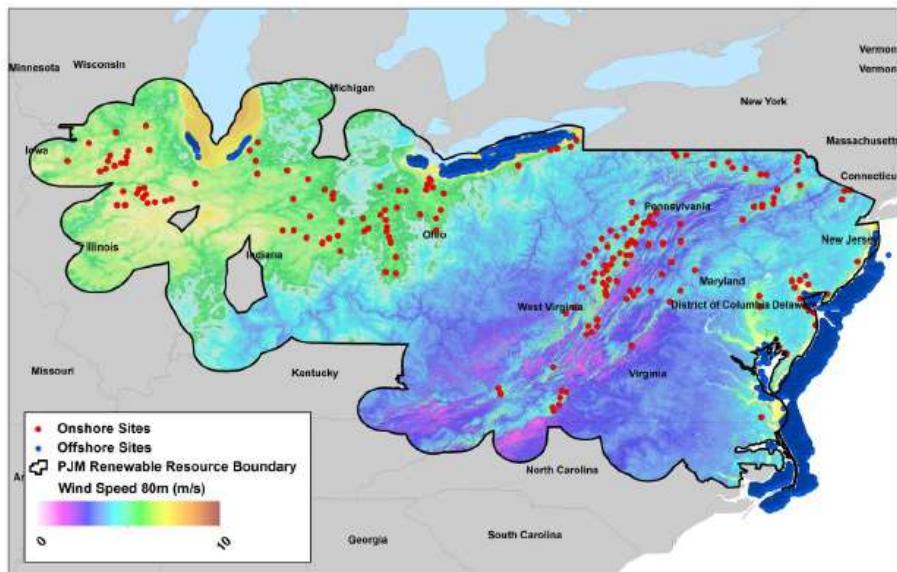 Vermont
Minnesota
Wisconsin
Vermont
Michigan
New York
Massachusetts
Iowa
Connecticut
Pennsylvania
Ohio
New Jersey
Illinois
Indiana
Maryland
West Virginia
District of Columbia
Delaware
Missouri
Kentucky
Virginia
Onshore Sites
Offshore Sites
PJM Renewable Resource Boundary
Wind Speed 80m (m/s)
0
10
North Carolina
South Carolina
Georgia